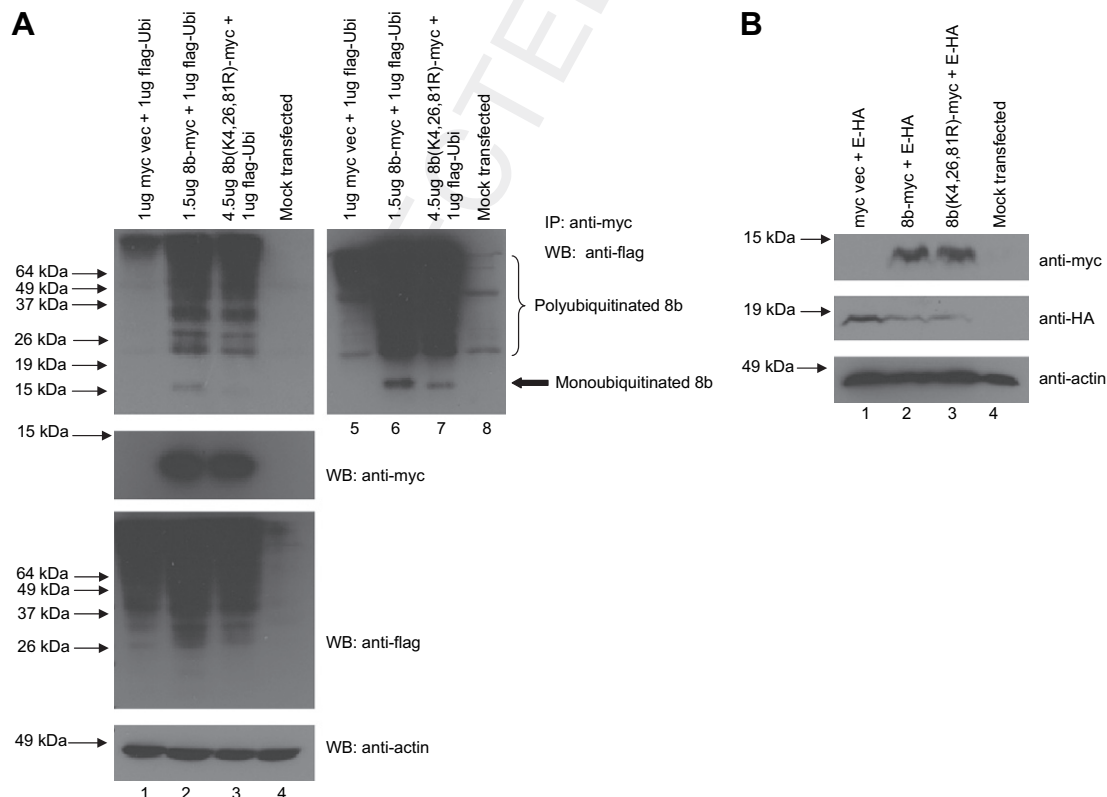 A
1ug myc vec + 1ug flag-Ubi
1.5ug 8b-myc + 1ug flag-Ubi
4.5ug 8b(K4,26,81R)-myc +
1ug flag-Ubi
Mock transfected
1ug myc vec + 1ug flag-Ubi
1.5ug 8b-myc + 1ug flag-Ubi
4.5ug 8b(K4,26,81R)-myc +
1ug flag-Ubi
Mock transfected
IP: anti-myc
WB: anti-flag
64 kDa
49 kDa
37 kDa
26 kDa
19 kDa
15 kDa
Polyubiquitinated 8b
Monoubiquitinated 8b
5 6 7 8
15 kDa
WB: anti-myc
64 kDa
49 kDa
37 kDa
26 kDa
WB: anti-flag
49 kDa
WB: anti-actin
1 2 3 4
B
myc vec + E-HA
8b-myc + E-HA
8b(K4,26,81R)-myc + E-HA
Mock transfected
15 kDa
anti-myc
19 kDa
anti-HA
49 kDa
anti-actin
1 2 3 4